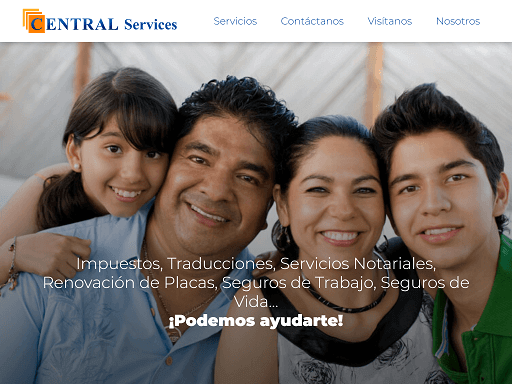 CENTRAL Services
Servicios Contáctanos Visítanos Nosotros
Impuestos, Traducciones, Servicios Notariales,
Renovación de Placas, Seguros de Trabajo, Seguros de
Vida...
¡Podemos ayudarte!